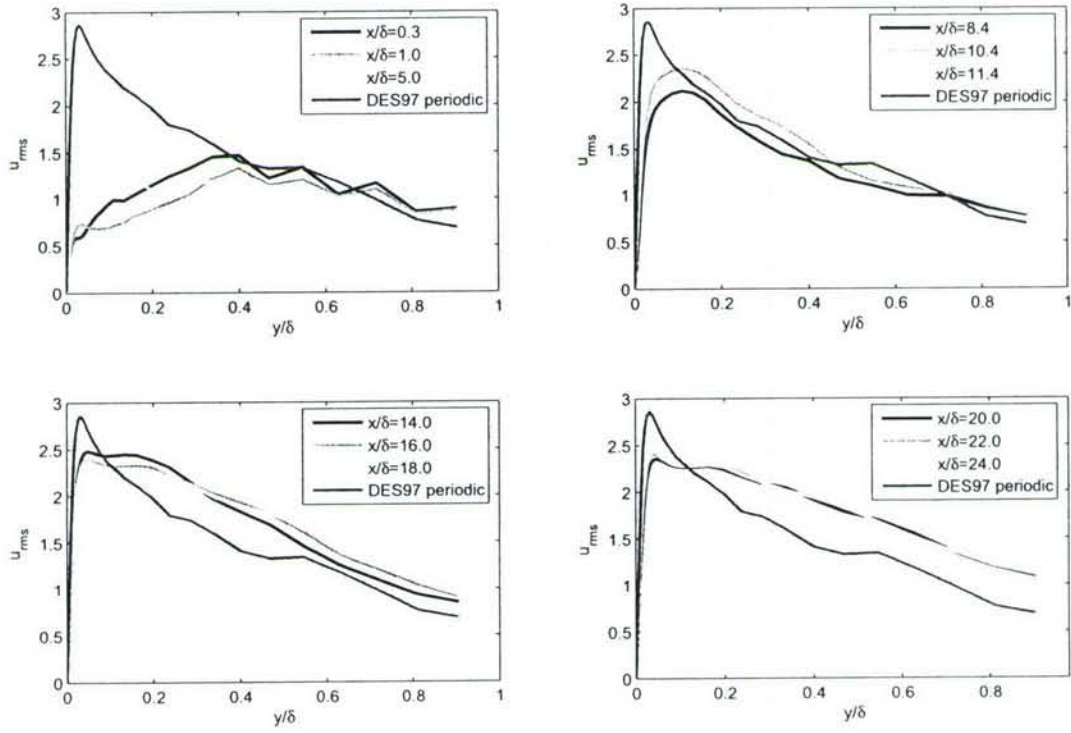 3
2.5
2
1.5
1
0.5
0
u_rms
0 0.2 0.4 0.6 0.8 1
y/δ
x/δ=0.3
x/δ=1.0
x/δ=5.0
DES97 periodic
3
2.5
2
1.5
1
0.5
0
u_rms
0 0.2 0.4 0.6 0.8 1
y/δ
x/δ=8.4
x/δ=10.4
x/δ=11.4
DES97 periodic
3
2.5
2
1.5
1
0.5
0
u_rms
0 0.2 0.4 0.6 0.8 1
y/δ
x/δ=14.0
x/δ=16.0
x/δ=18.0
DES97 periodic
3
2.5
2
1.5
1
0.5
0
u_rms
0 0.2 0.4 0.6 0.8
y/δ
x/δ=20.0
x/δ=22.0
x/δ=24.0
DES97 periodic